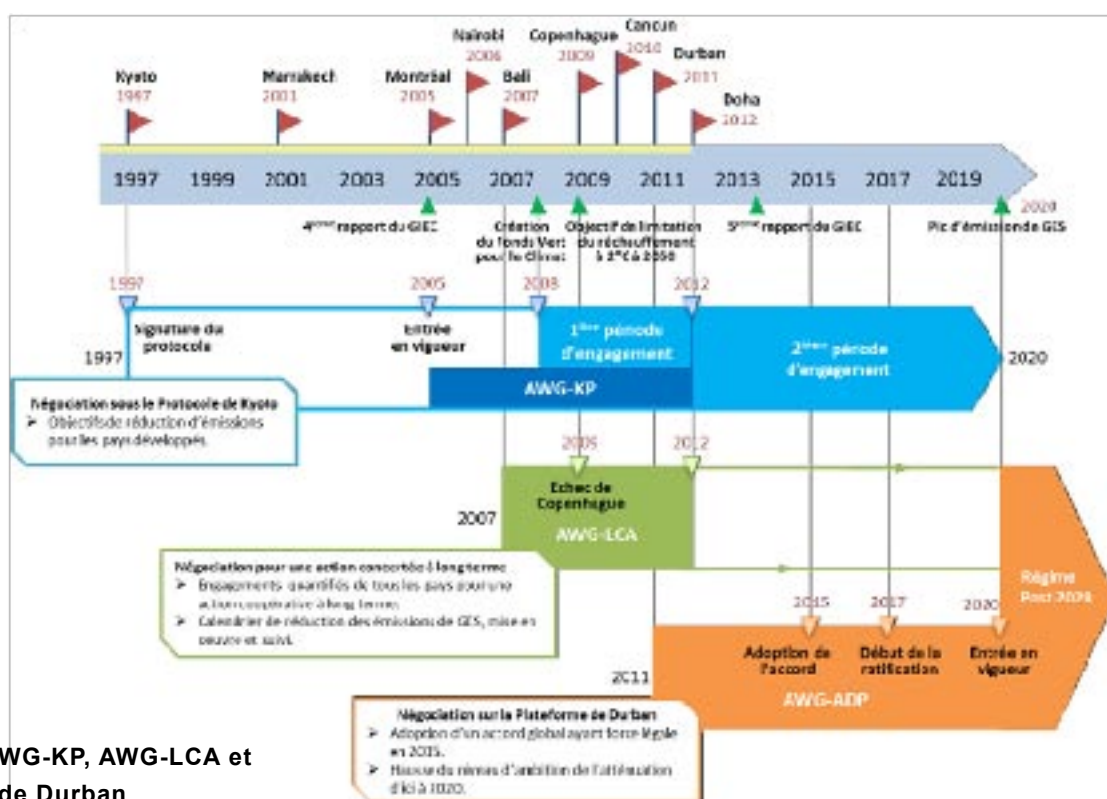 Nairobi Copenhague Cancun
2006 2009 2010 Durban
Kyoto Marrakech Montréal Bali 2011
1997 2001 2005 2007 Doha
2012
1997 1999 2001 2003 2005 2007 2009 2011 2013 2015 2017 2019
2020
4ème rapport du GIEC Création Objectif de limitation 5ème rapport du GIEC Pic d'émission de GES
du Fonds Vert du réchauffement
pour le Climat à 2°C à 2050
1997 2005 2008 2012
Signature du Entrée 1ère période
protocole en vigueur d'engagement 2ème période
1997 d'engagement 2020
AWG-KP
Négociation sous le Protocole de Kyoto
➢ Objectifs de réduction d'émissions
pour les pays développés.
2009 2012
Echec de
Copenhague
2007
AWG-LCA
Négociation pour une action concertée à long terme
➢ Engagements quantifiés de tous les pays pour une
action coopérative à long terme.
➢ Calendrier de réduction des émissions de GES, mise en
oeuvre et suivi.
Régime
Post 2020
2015 2017 2020
Adoption de Début de la Entrée en
l'accord ratification vigueur
2011
AWG-ADP
Négociation sur la Plateforme de Durban
➢ Adoption d'un accord global ayant force légale
en 2015.
➢ Hausse du niveau d'ambition de l'atténuation
d'ici à 2020.
WG-KP, AWG-LCA et
de Durban